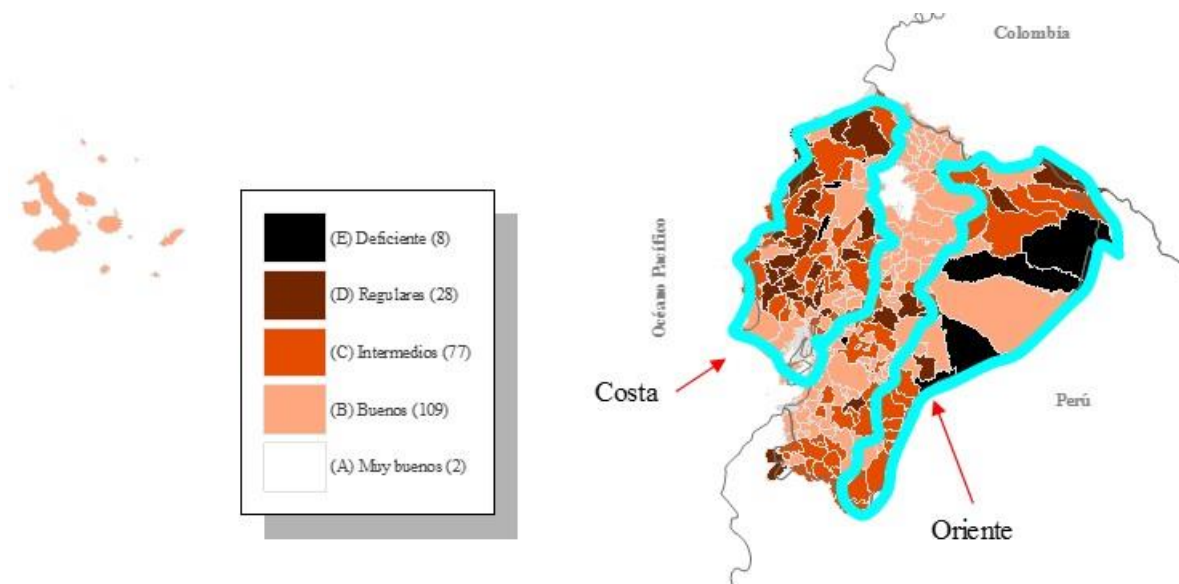 Colombia
Océano Pacífico
(E) Deficiente (8)
(D) Regulares (28)
(C) Intermedios (77)
(B) Buenos (109)
(A) Muy buenos (2)
Costa
Perú
Oriente